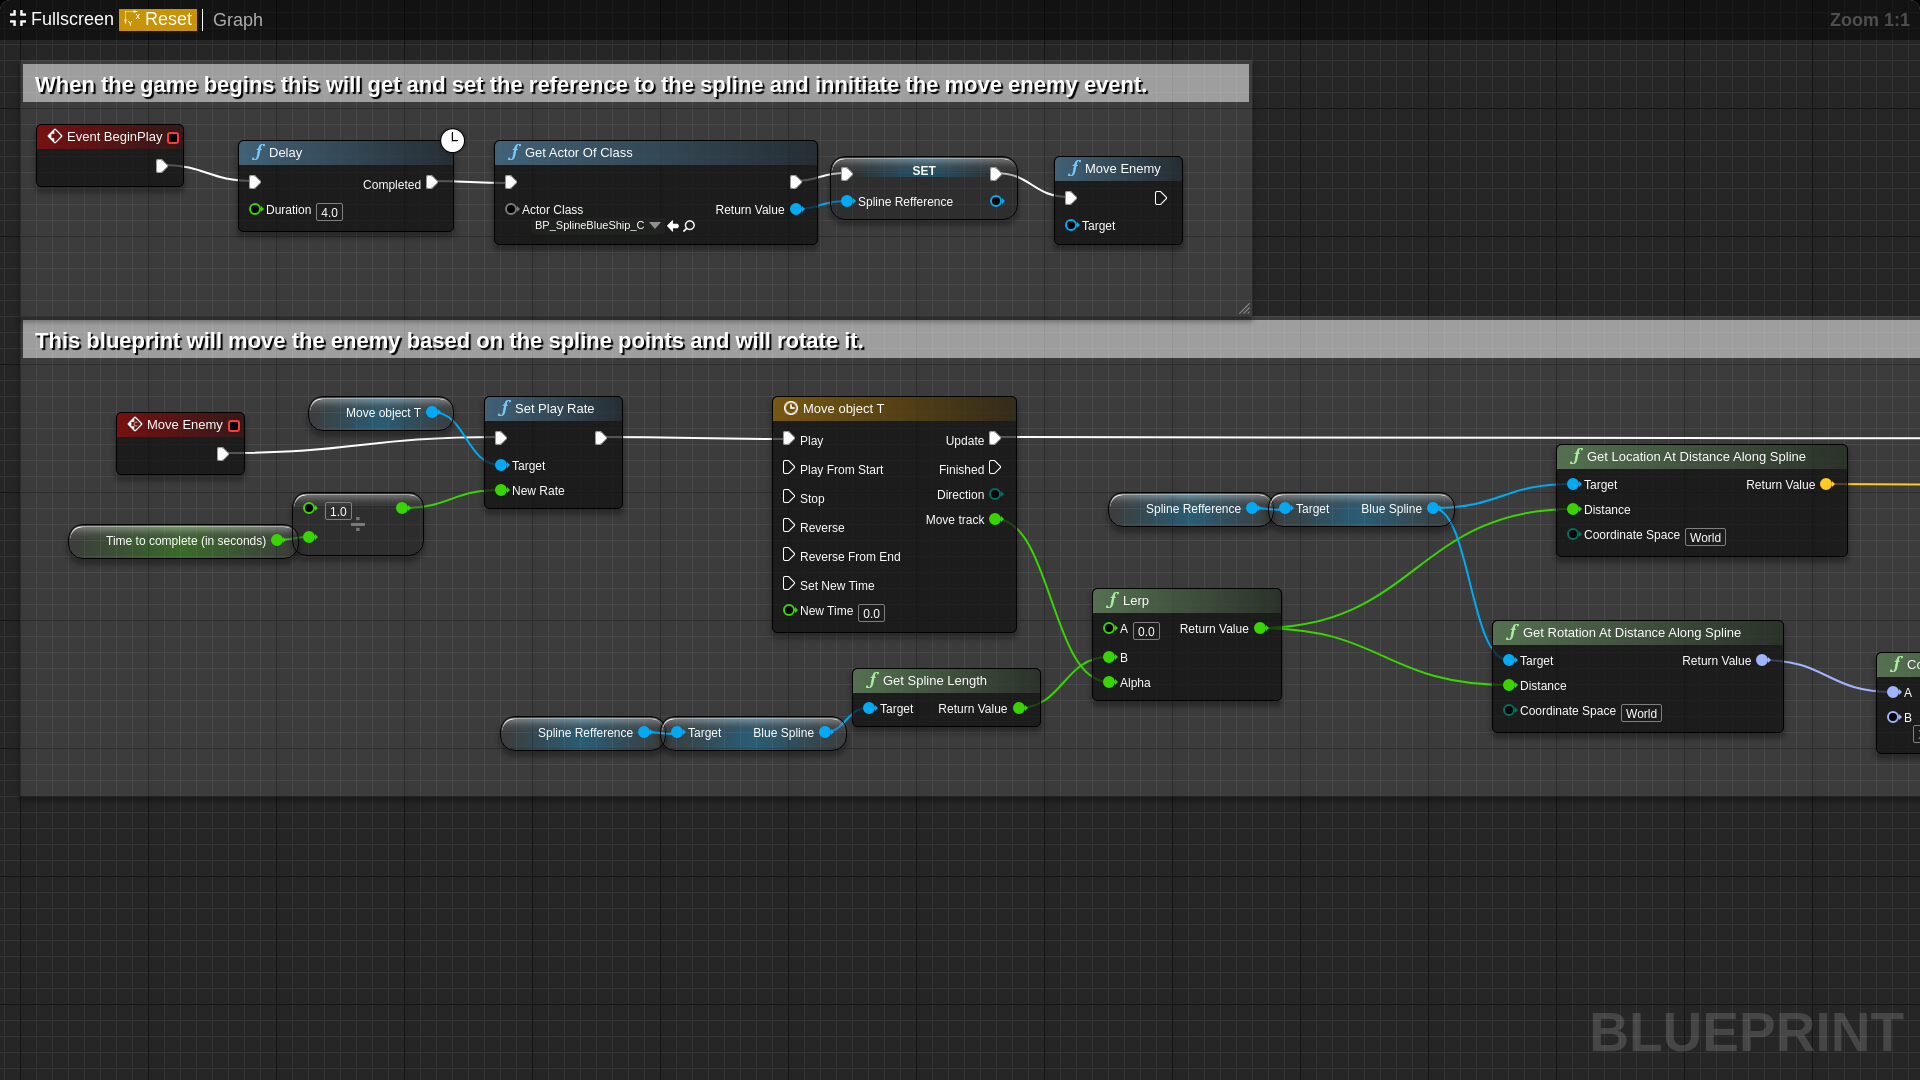 Fullscreen Reset Graph Zoom 1:1
When the game begins this will get and set the reference to the spline and innitiate the move enemy event.
Event BeginPlay
Delay
Completed
Duration 4.0
Get Actor Of Class
Actor Class Return Value
BP_SplineBlueShip_C
SET
Spline Refference
Move Enemy
Target
This blueprint will move the enemy based on the spline points and will rotate it.
Move Enemy
Move object T
Set Play Rate
Target
New Rate
1.0 ÷
Time to complete (in seconds)
Move object T
Play Update
Play From Start Finished
Stop Direction
Reverse Move track
Reverse From End
Set New Time
New Time 0.0
Spline Refference Target Blue Spline
Get Location At Distance Along Spline
Target Return Value
Distance
Coordinate Space World
Lerp
A 0.0 Return Value
B
Alpha
Get Spline Length
Target Return Value
Spline Refference Target Blue Spline
Get Rotation At Distance Along Spline
Target Return Value
Distance
Coordinate Space World
A
B
BLUEPRINT